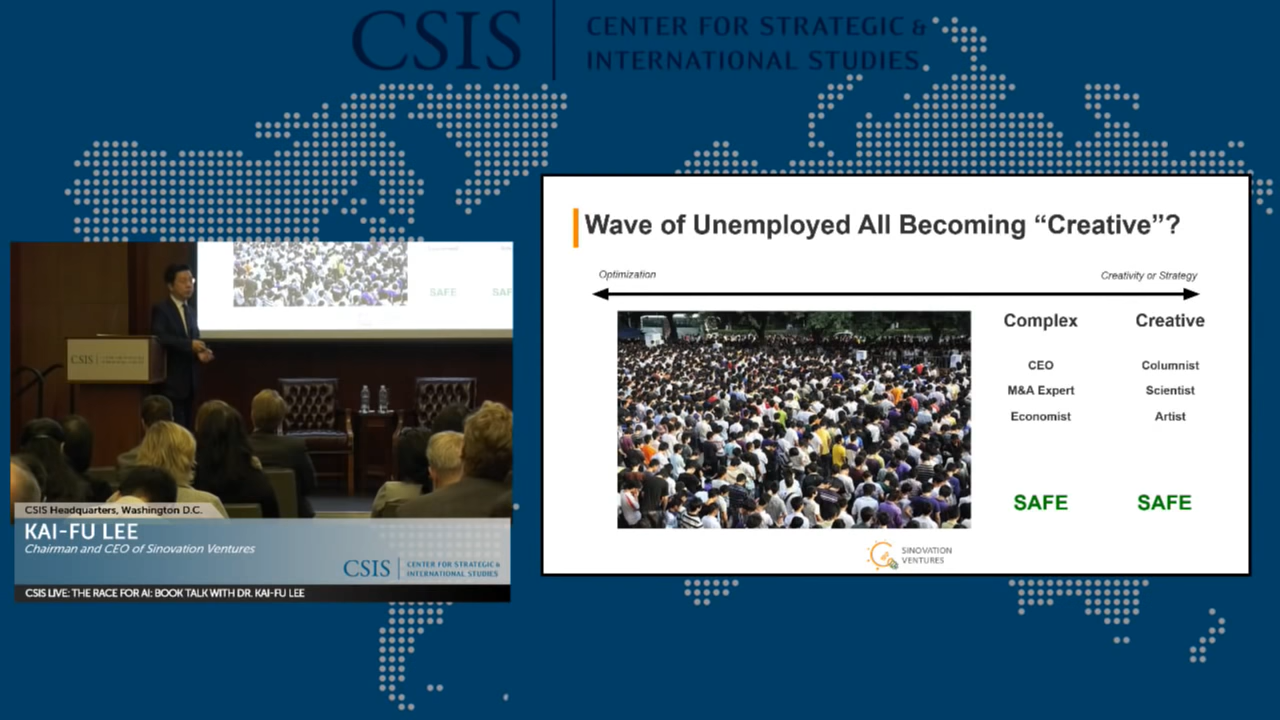 CSIS
CENTER FOR STRATEGIC &
INTERNATIONAL STUDIES
SAFE
SAF
CSIS
CSIS Headquarters, Washington D.C.
KAI-FU LEE
Chairman and CEO of Sinovation Ventures
CSIS
CENTER FOR STRATEGIC &
INTERNATIONAL STUDIES
CSIS LIVE: THE RACE FOR AI: BOOK TALK WITH DR. KAI-FU LEE
Wave of Unemployed All Becoming “Creative”?
Optimization
Creativity or Strategy
Complex
Creative
CEO
Columnist
M&A Expert
Scientist
Economist
Artist
SAFE
SAFE
SINOVATION
VENTURES